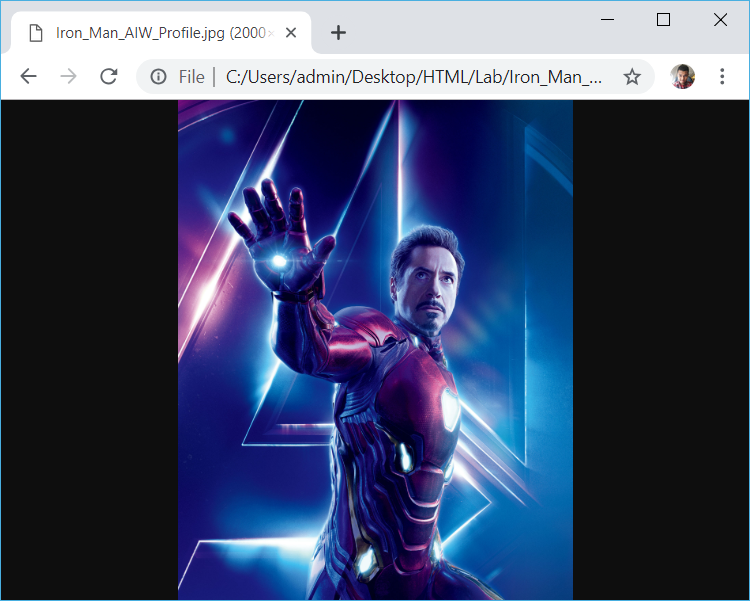 Iron_Man_AIW_Profile.jpg (2000×
File | C:/Users/admin/Desktop/HTML/Lab/Iron_Man_...